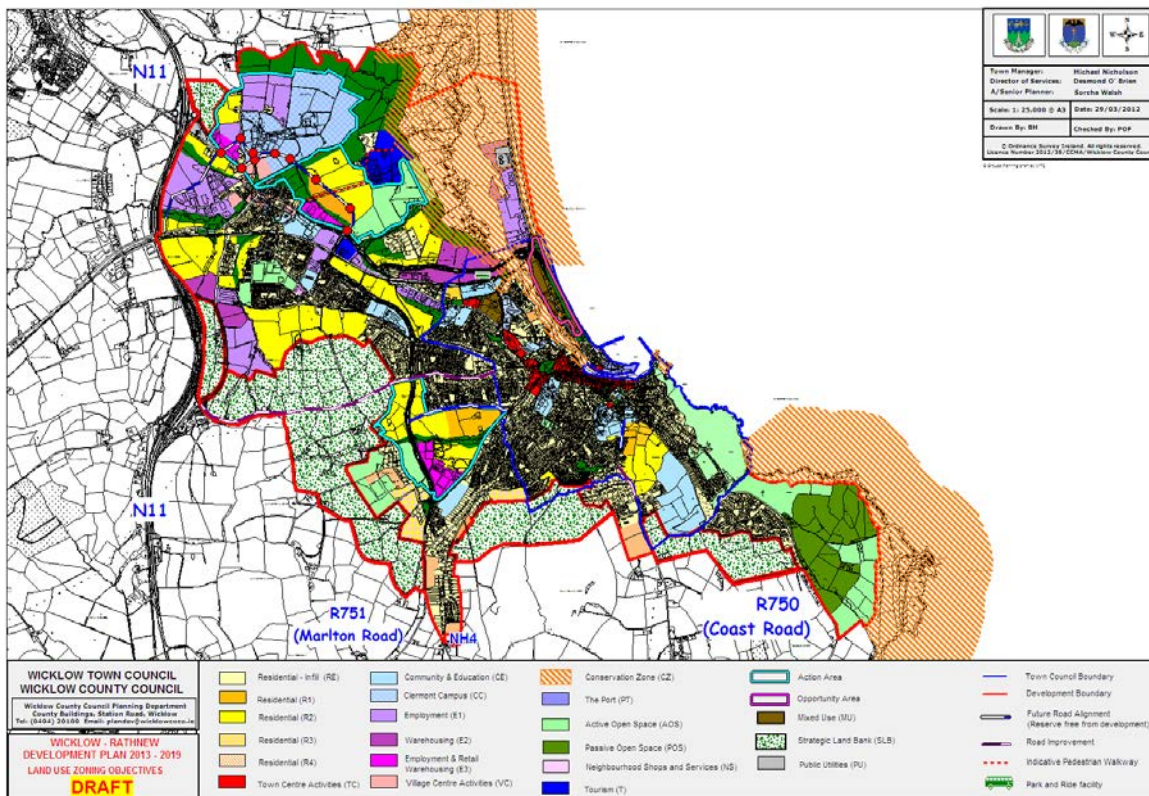 N
W E
S
Town Manager: Michael Nicholson
Director of Services: Desmond O' Brien
A/Senior Planner: Sorcha Walsh
Scale: 1: 25,000 @ A3 Date: 29/03/2012
Drawn By: BH Checked By: POF
© Ordnance Survey Ireland. All rights reserved.
N11
N11
R751
(Marlton Road)
NH4
R750
(Coast Road)
WICKLOW TOWN COUNCIL
WICKLOW COUNTY COUNCIL
Wicklow County Council Planning Department
County Buildings, Station Road, Wicklow
WICKLOW - RATHNEW
DEVELOPMENT PLAN 2013 - 2019
LAND USE ZONING OBJECTIVES
DRAFT
Residential - Infill (RE)
Residential (R1)
Residential (R2)
Residential (R3)
Residential (R4)
Town Centre Activities (TC)
Community & Education (CE)
Clermont Campus (CC)
Employment (E1)
Warehousing (E2)
Employment & Retail
Warehousing (E3)
Village Centre Activities (VC)
Conservation Zone (CZ)
The Port (PT)
Active Open Space (AOS)
Passive Open Space (POS)
Neighbourhood Shops and Services (NS)
Tourism (T)
Action Area
Opportunity Area
Mixed Use (MU)
Strategic Land Bank (SLB)
Public Utilities (PU)
Town Council Boundary
Development Boundary
Future Road Alignment
(Reserve free from development)
Road Improvement
Indicative Pedestrian Walkway
Park and Ride facility